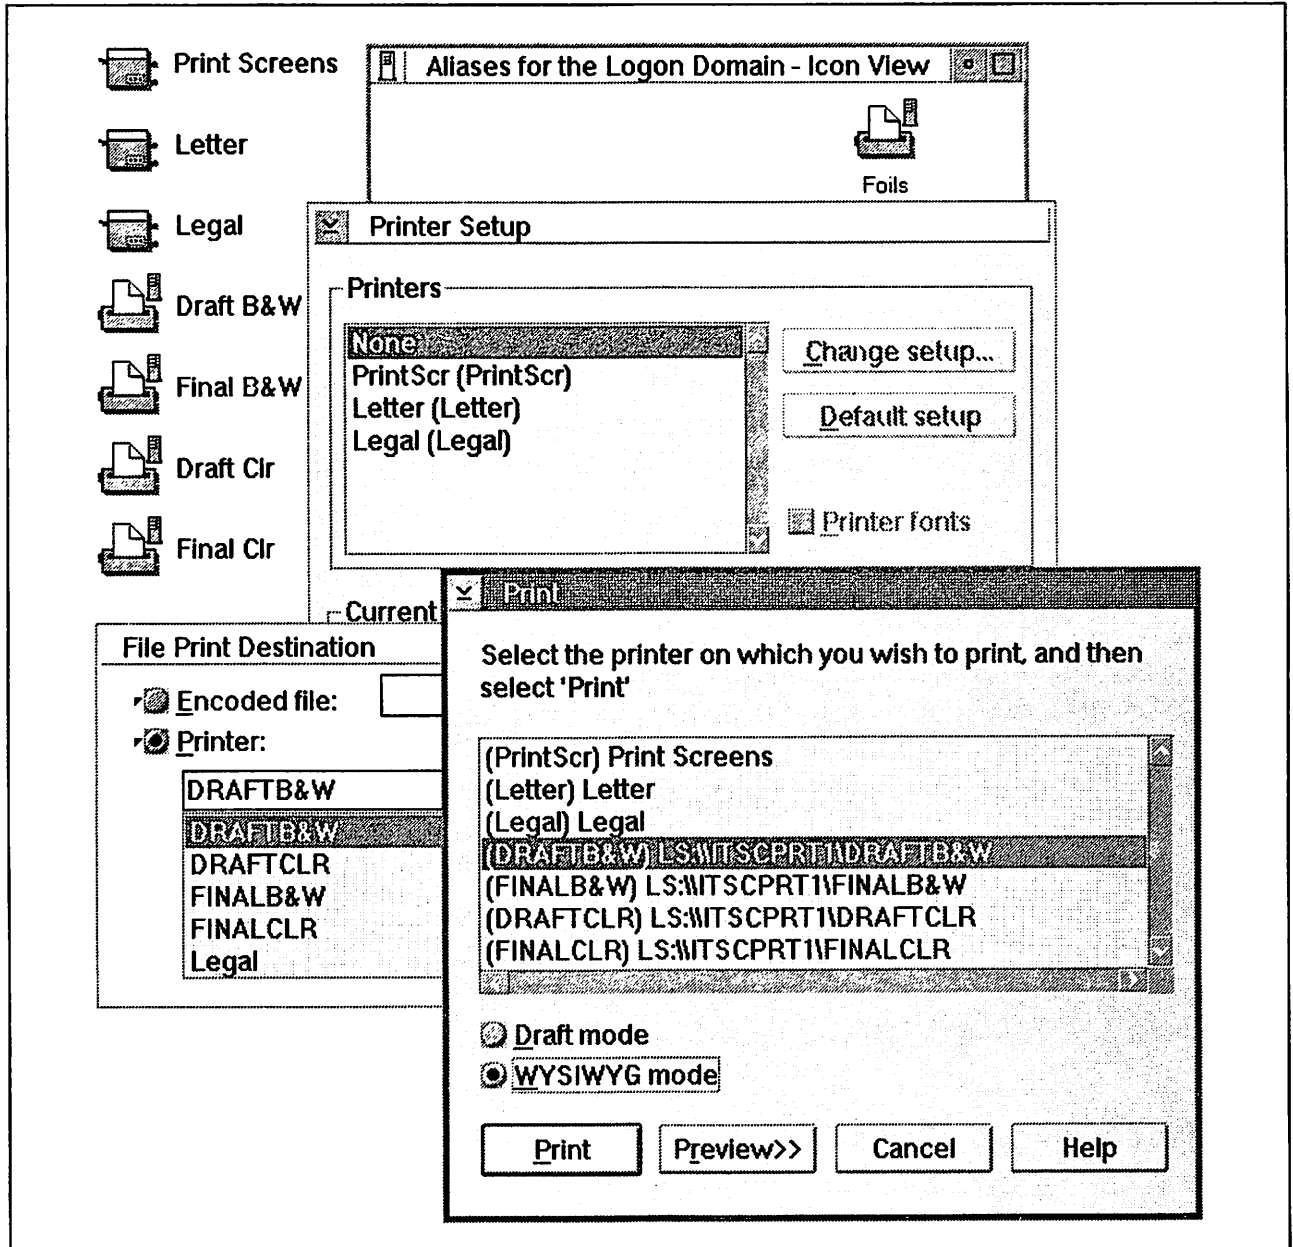 Print Screens
Letter
Legal
Draft B&W
Final B&W
Draft Clr
Final Clr
Aliases for the Logon Domain - Icon View
Foils
Printer Setup
Printers
None
PrintScr (PrintScr)
Letter (Letter)
Legal (Legal)
Change setup...
Default setup
Printer fonts
Current
File Print Destination
Encoded file:
Printer:
DRAFTB&W
DRAFTB&W
DRAFTCLR
FINALB&W
FINALCLR
Legal
Print
Select the printer on which you wish to print, and then
select 'Print'
(PrintScr) Print Screens
(Letter) Letter
(Legal) Legal
(DRAFTB&W) LS:\\ITSCPRT1\DRAFTB&W
(FINALB&W) LS:\\ITSCPRT1\FINALB&W
(DRAFTCLR) LS:\\ITSCPRT1\DRAFTCLR
(FINALCLR) LS:\\ITSCPRT1\FINALCLR
Draft mode
WYSIWYG mode
Print
Preview>>
Cancel
Help